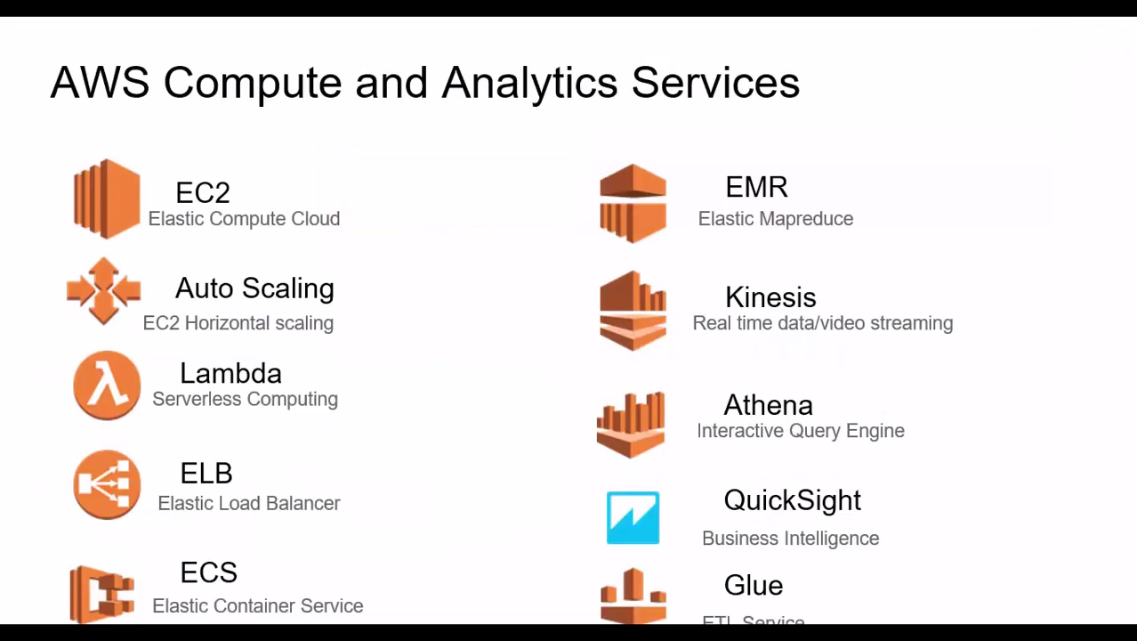 AWS Compute and Analytics Services
EC2
Elastic Compute Cloud
Auto Scaling
EC2 Horizontal scaling
Lambda
Serverless Computing
ELB
Elastic Load Balancer
ECS
Elastic Container Service
EMR
Elastic Mapreduce
Kinesis
Real time data/video streaming
Athena
Interactive Query Engine
QuickSight
Business Intelligence
Glue
ETL Service